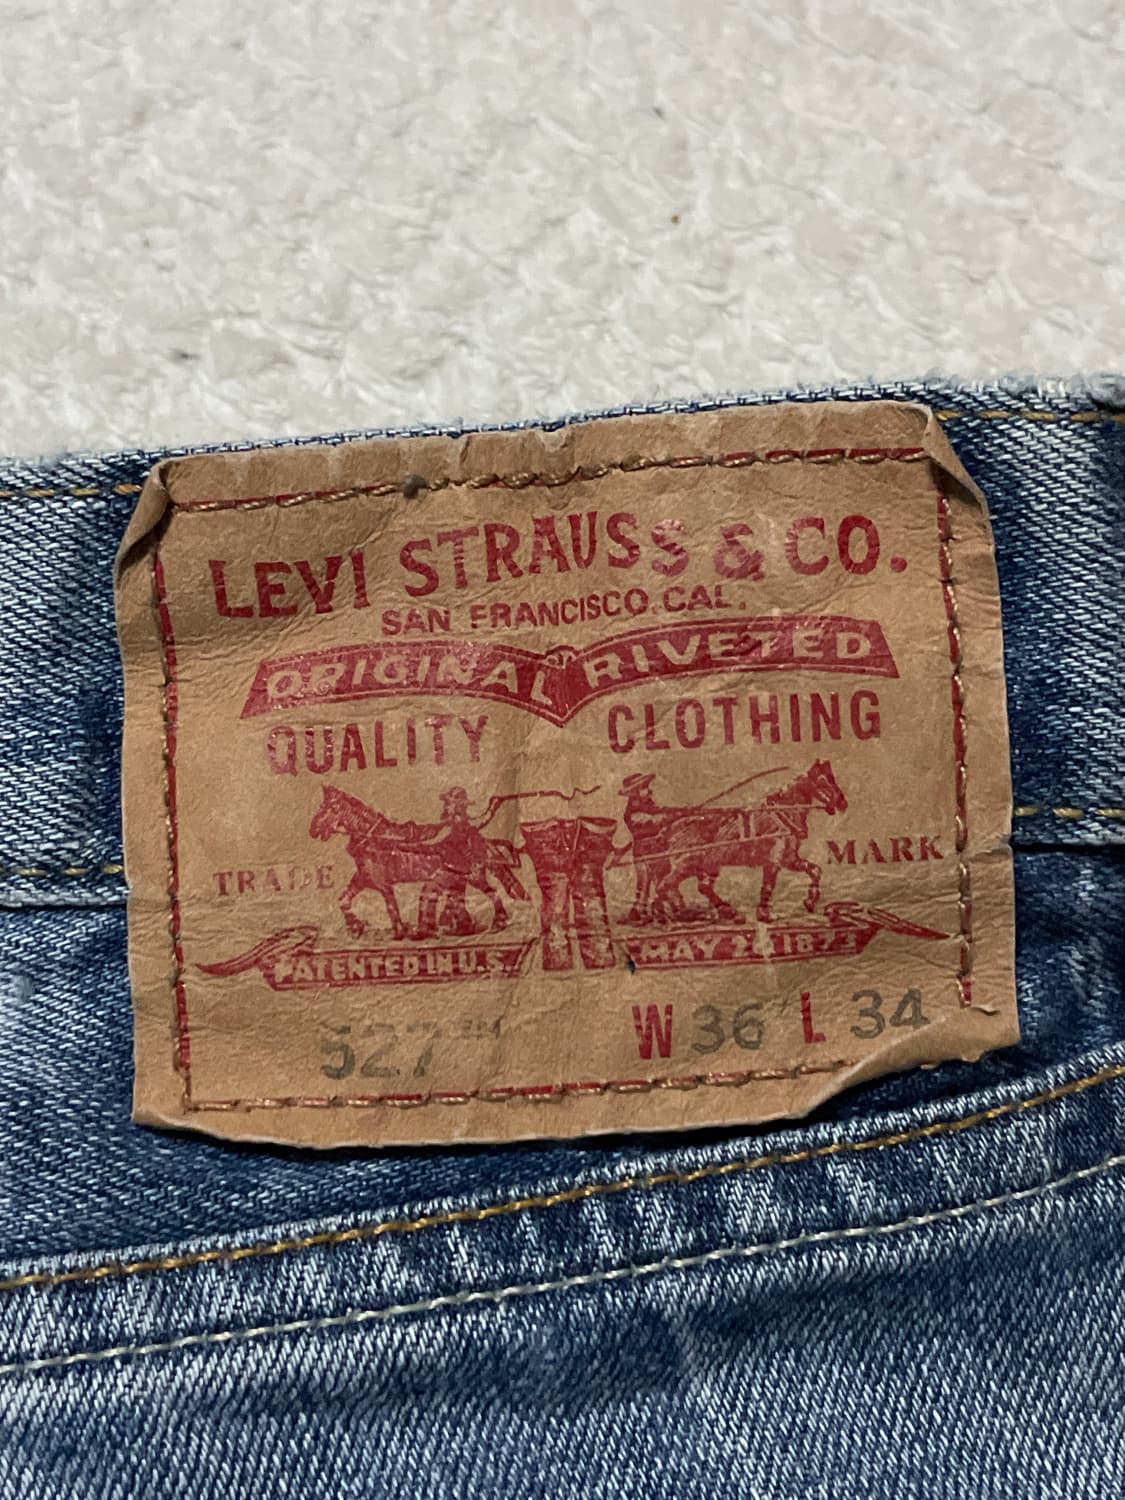 LEVI STRAUSS & CO.
SAN FRANCISCO, CAL.
ORIGINAL RIVETED
QUALITY CLOTHING
TRADE MARK
PATENTED IN U.S. MAY 20 1873
527™ W 36 L 34